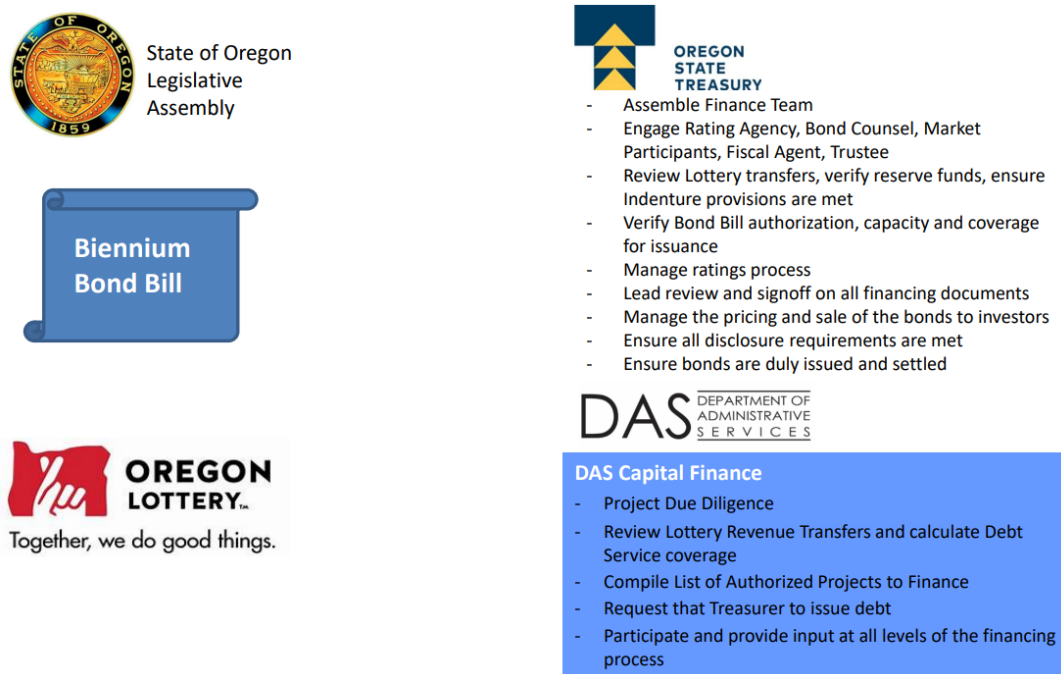 STATE OF OREGON
1859
State of Oregon
Legislative
Assembly
Biennium
Bond Bill
OREGON
LOTTERY™
Together, we do good things.
OREGON
STATE
TREASURY
- Assemble Finance Team
- Engage Rating Agency, Bond Counsel, Market
Participants, Fiscal Agent, Trustee
- Review Lottery transfers, verify reserve funds, ensure
Indenture provisions are met
- Verify Bond Bill authorization, capacity and coverage
for issuance
- Manage ratings process
- Lead review and signoff on all financing documents
- Manage the pricing and sale of the bonds to investors
- Ensure all disclosure requirements are met
- Ensure bonds are duly issued and settled
DAS
DEPARTMENT OF
ADMINISTRATIVE
SERVICES
DAS Capital Finance
- Project Due Diligence
- Review Lottery Revenue Transfers and calculate Debt
Service coverage
- Compile List of Authorized Projects to Finance
- Request that Treasurer to issue debt
- Participate and provide input at all levels of the financing
process